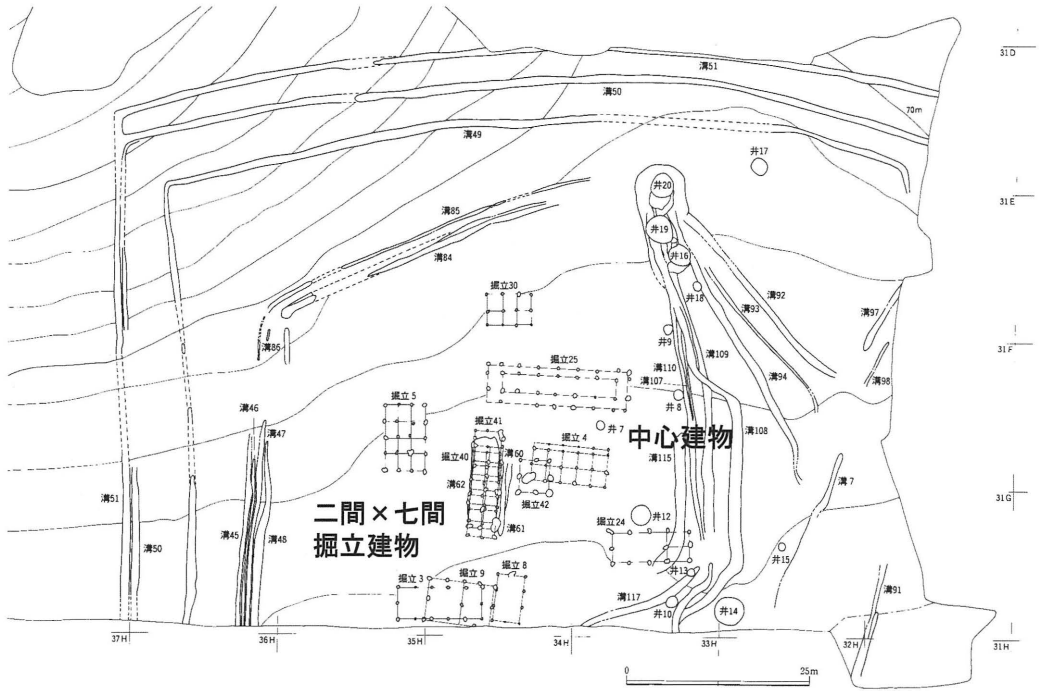 31D
溝51
溝50
70m
溝49
井17
井20
31E
溝85
井19
溝84
井16
掘立30
井18
溝92
溝93
溝97
溝86
井9
31F
掘立25
溝110
溝109
溝107
溝94
溝98
掘立5
井8
溝46
掘立41
井7
中心建物
溝47
掘立4
溝108
掘立40
溝60
溝115
溝51
溝62
溝7
掘立42
31G
二間×七間
掘立建物
井12
溝50
溝45
溝48
溝61
掘立24
井15
掘立3
掘立9
掘立8
井13
溝117
井10
井14
溝91
37H
36H
35H
34H
33H
32H
31H
0
25m